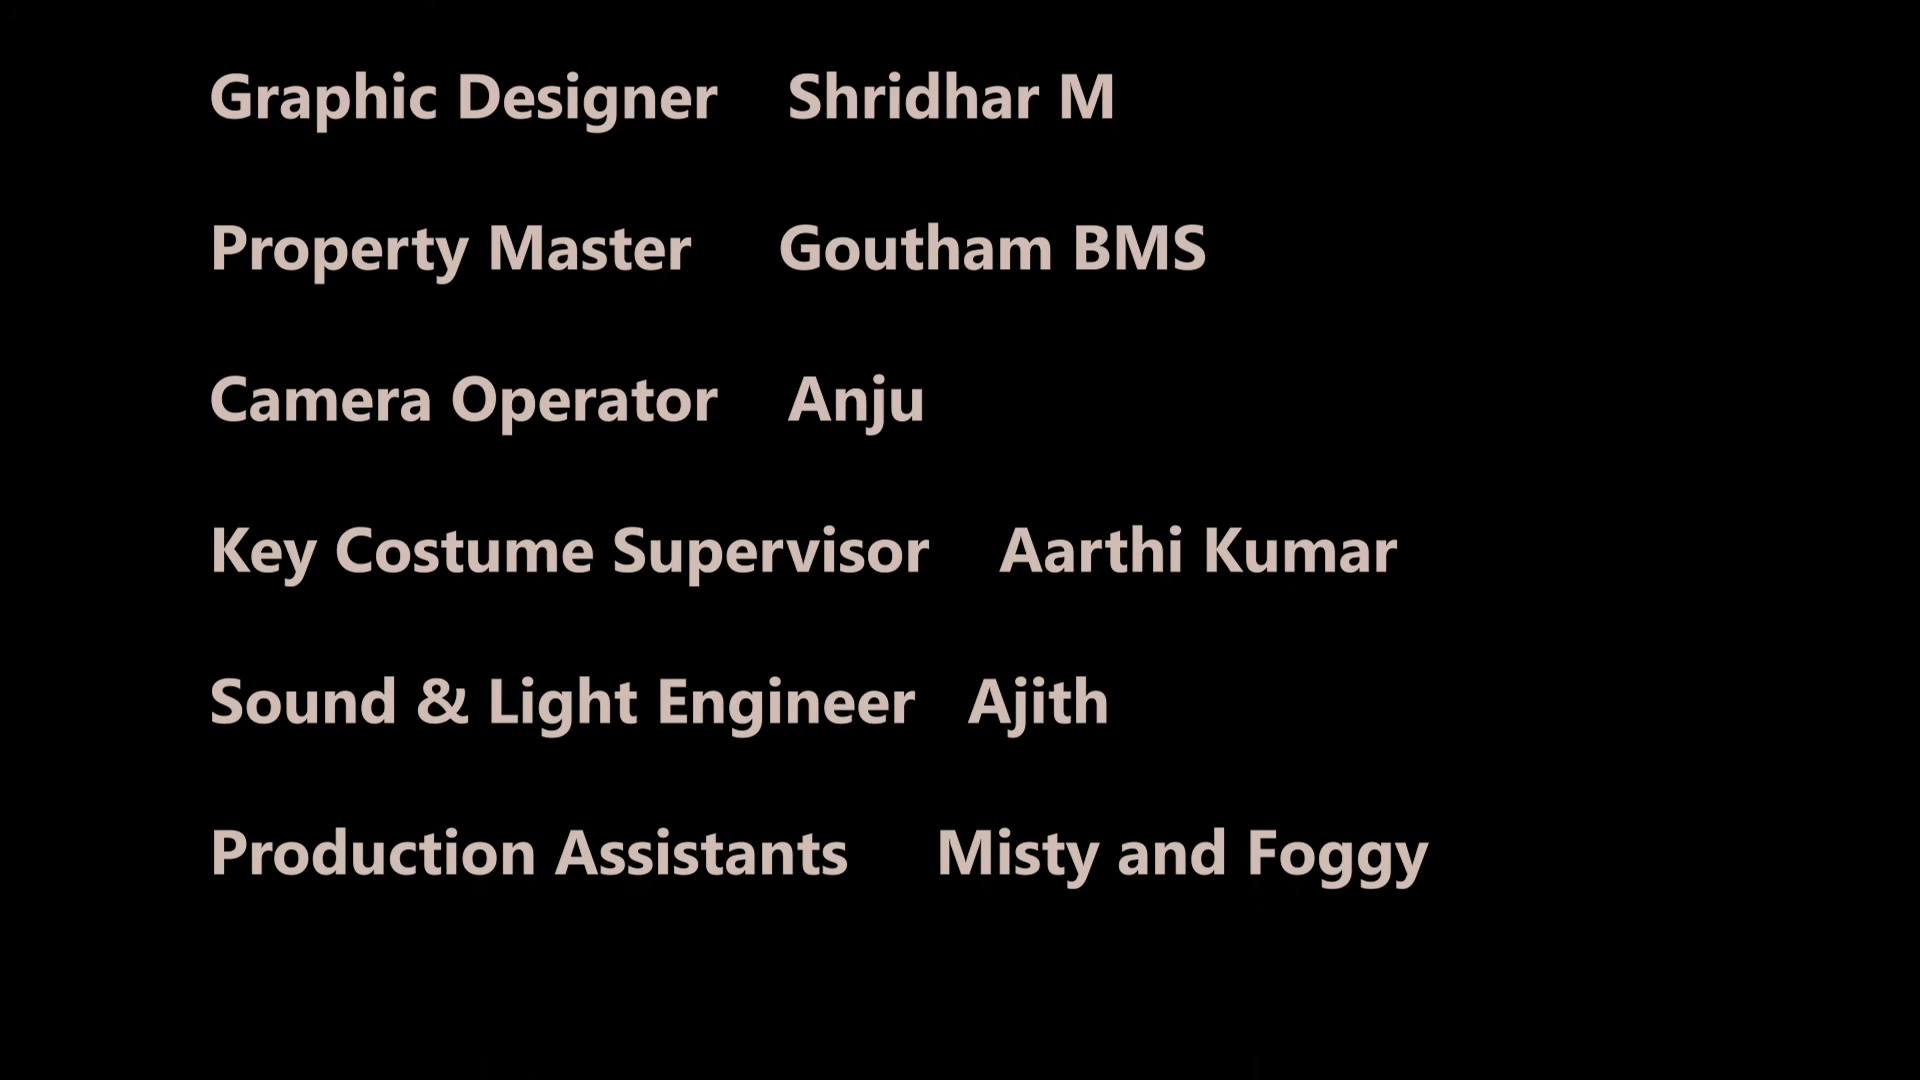 Graphic Designer Shridhar M
Property Master Goutham BMS
Camera Operator Anju
Key Costume Supervisor Aarthi Kumar
Sound & Light Engineer Ajith
Production Assistants Misty and Foggy